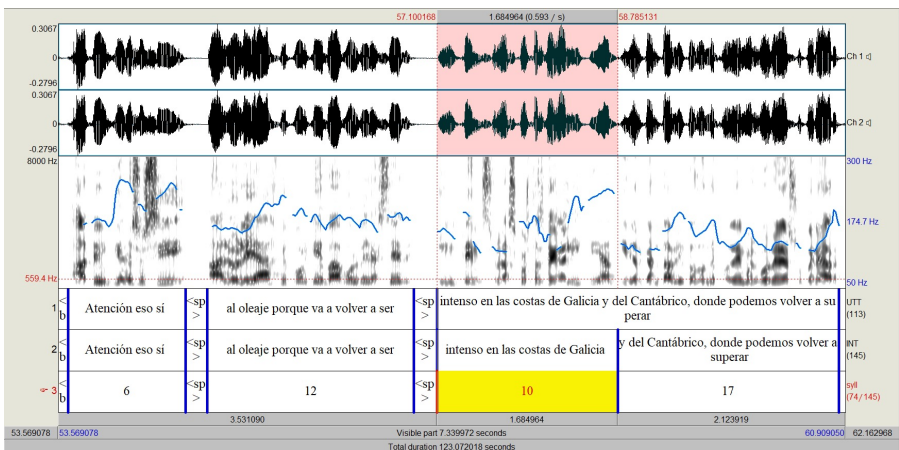 57.100168 1.684964 (0.593 / s) 58.785131
0.3067
0
-0.2796
Ch 1
0.3067
0
-0.2796
Ch 2
8000 Hz 300 Hz
174.7 Hz
559.4 Hz 50 Hz
1 <b Atención eso sí <sp> al oleaje porque va a volver a ser <sp> intenso en las costas de Galicia y del Cantábrico, donde podemos volver a su UTT
perar (113)
2 <b Atención eso sí <sp> al oleaje porque va a volver a ser <sp> intenso en las costas de Galicia y del Cantábrico, donde podemos volver a INT
superar (145)
3 <b 6 <sp> 12 <sp> 10 17 syll
(74/145)
3.531090 1.684964 2.123919
53.569078 53.569078 Visible part 7.339972 seconds 60.909050 62.162968
Total duration 123.072018 seconds